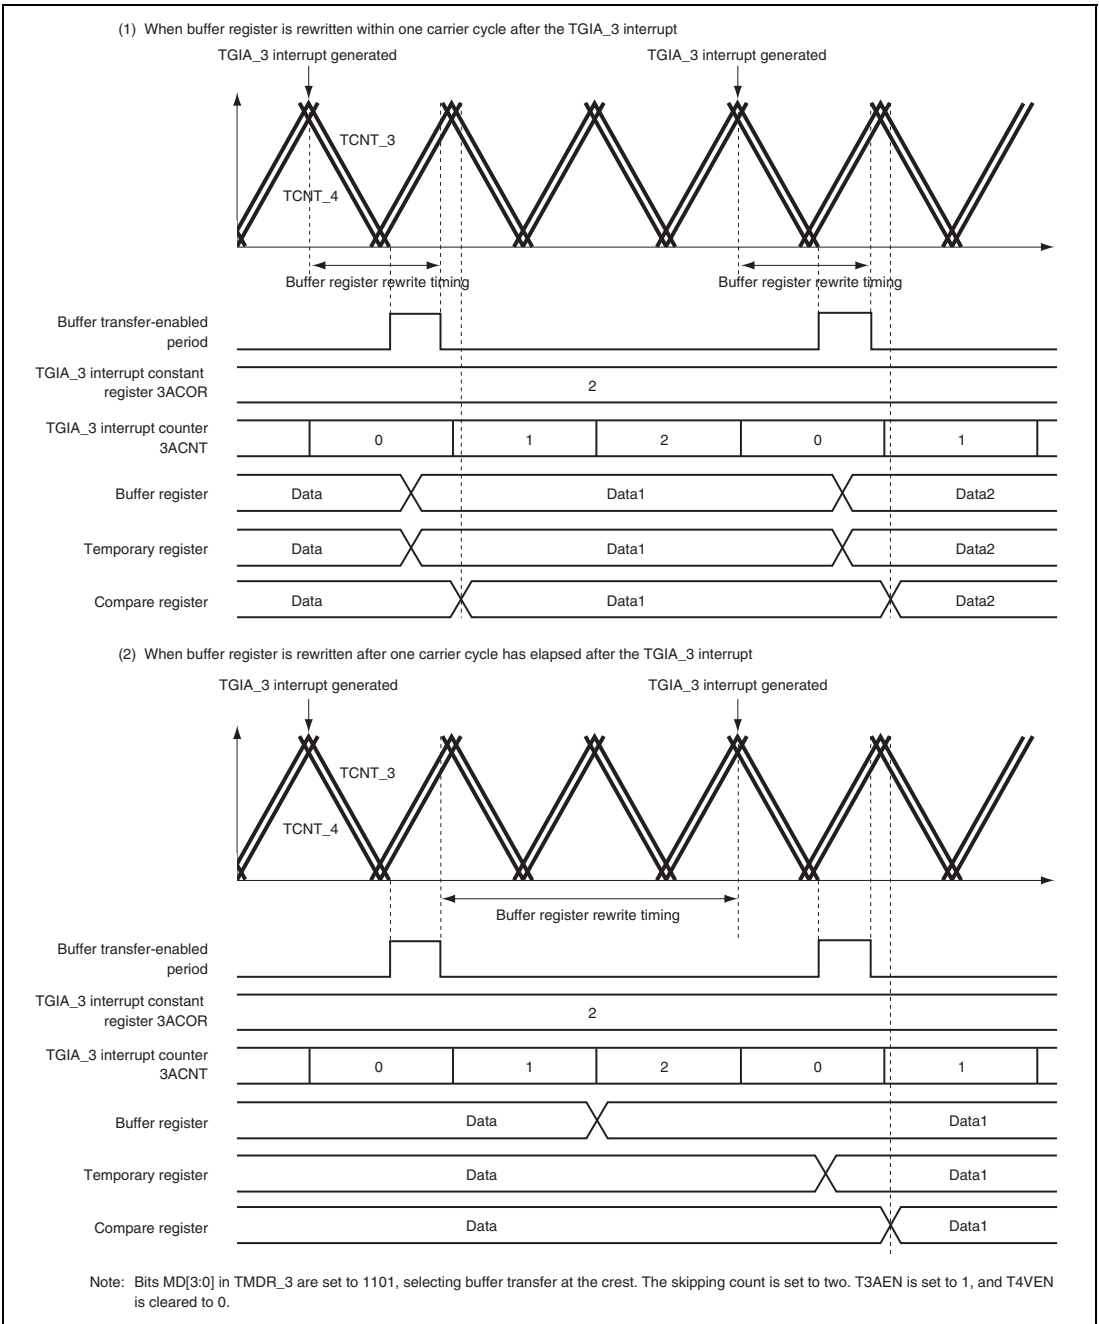 (1) When buffer register is rewritten within one carrier cycle after the TGIA_3 interrupt
TGIA_3 interrupt generated
TGIA_3 interrupt generated
TCNT_3
TCNT_4
Buffer register rewrite timing
Buffer register rewrite timing
Buffer transfer-enabled
period
TGIA_3 interrupt constant
register 3ACOR
2
TGIA_3 interrupt counter
3ACNT
0 1 2 0 1
Buffer register
Data Data1 Data2
Temporary register
Data Data1 Data2
Compare register
Data Data1 Data2
(2) When buffer register is rewritten after one carrier cycle has elapsed after the TGIA_3 interrupt
TGIA_3 interrupt generated
TGIA_3 interrupt generated
TCNT_3
TCNT_4
Buffer register rewrite timing
Buffer transfer-enabled
period
TGIA_3 interrupt constant
register 3ACOR
2
TGIA_3 interrupt counter
3ACNT
0 1 2 0 1
Buffer register
Data Data1
Temporary register
Data Data1
Compare register
Data Data1
Note: Bits MD[3:0] in TMDR_3 are set to 1101, selecting buffer transfer at the crest. The skipping count is set to two. T3AEN is set to 1, and T4VEN
is cleared to 0.